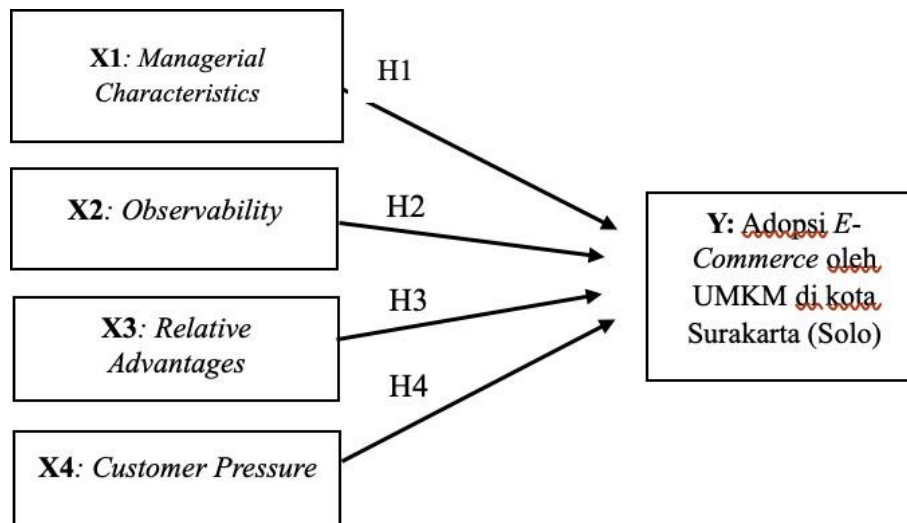 X1: Managerial
Characteristics
H1
X2: Observability
H2
X3: Relative
Advantages
H3
X4: Customer Pressure
H4
Y: Adopsi E-
Commerce oleh
UMKM di kota
Surakarta (Solo)